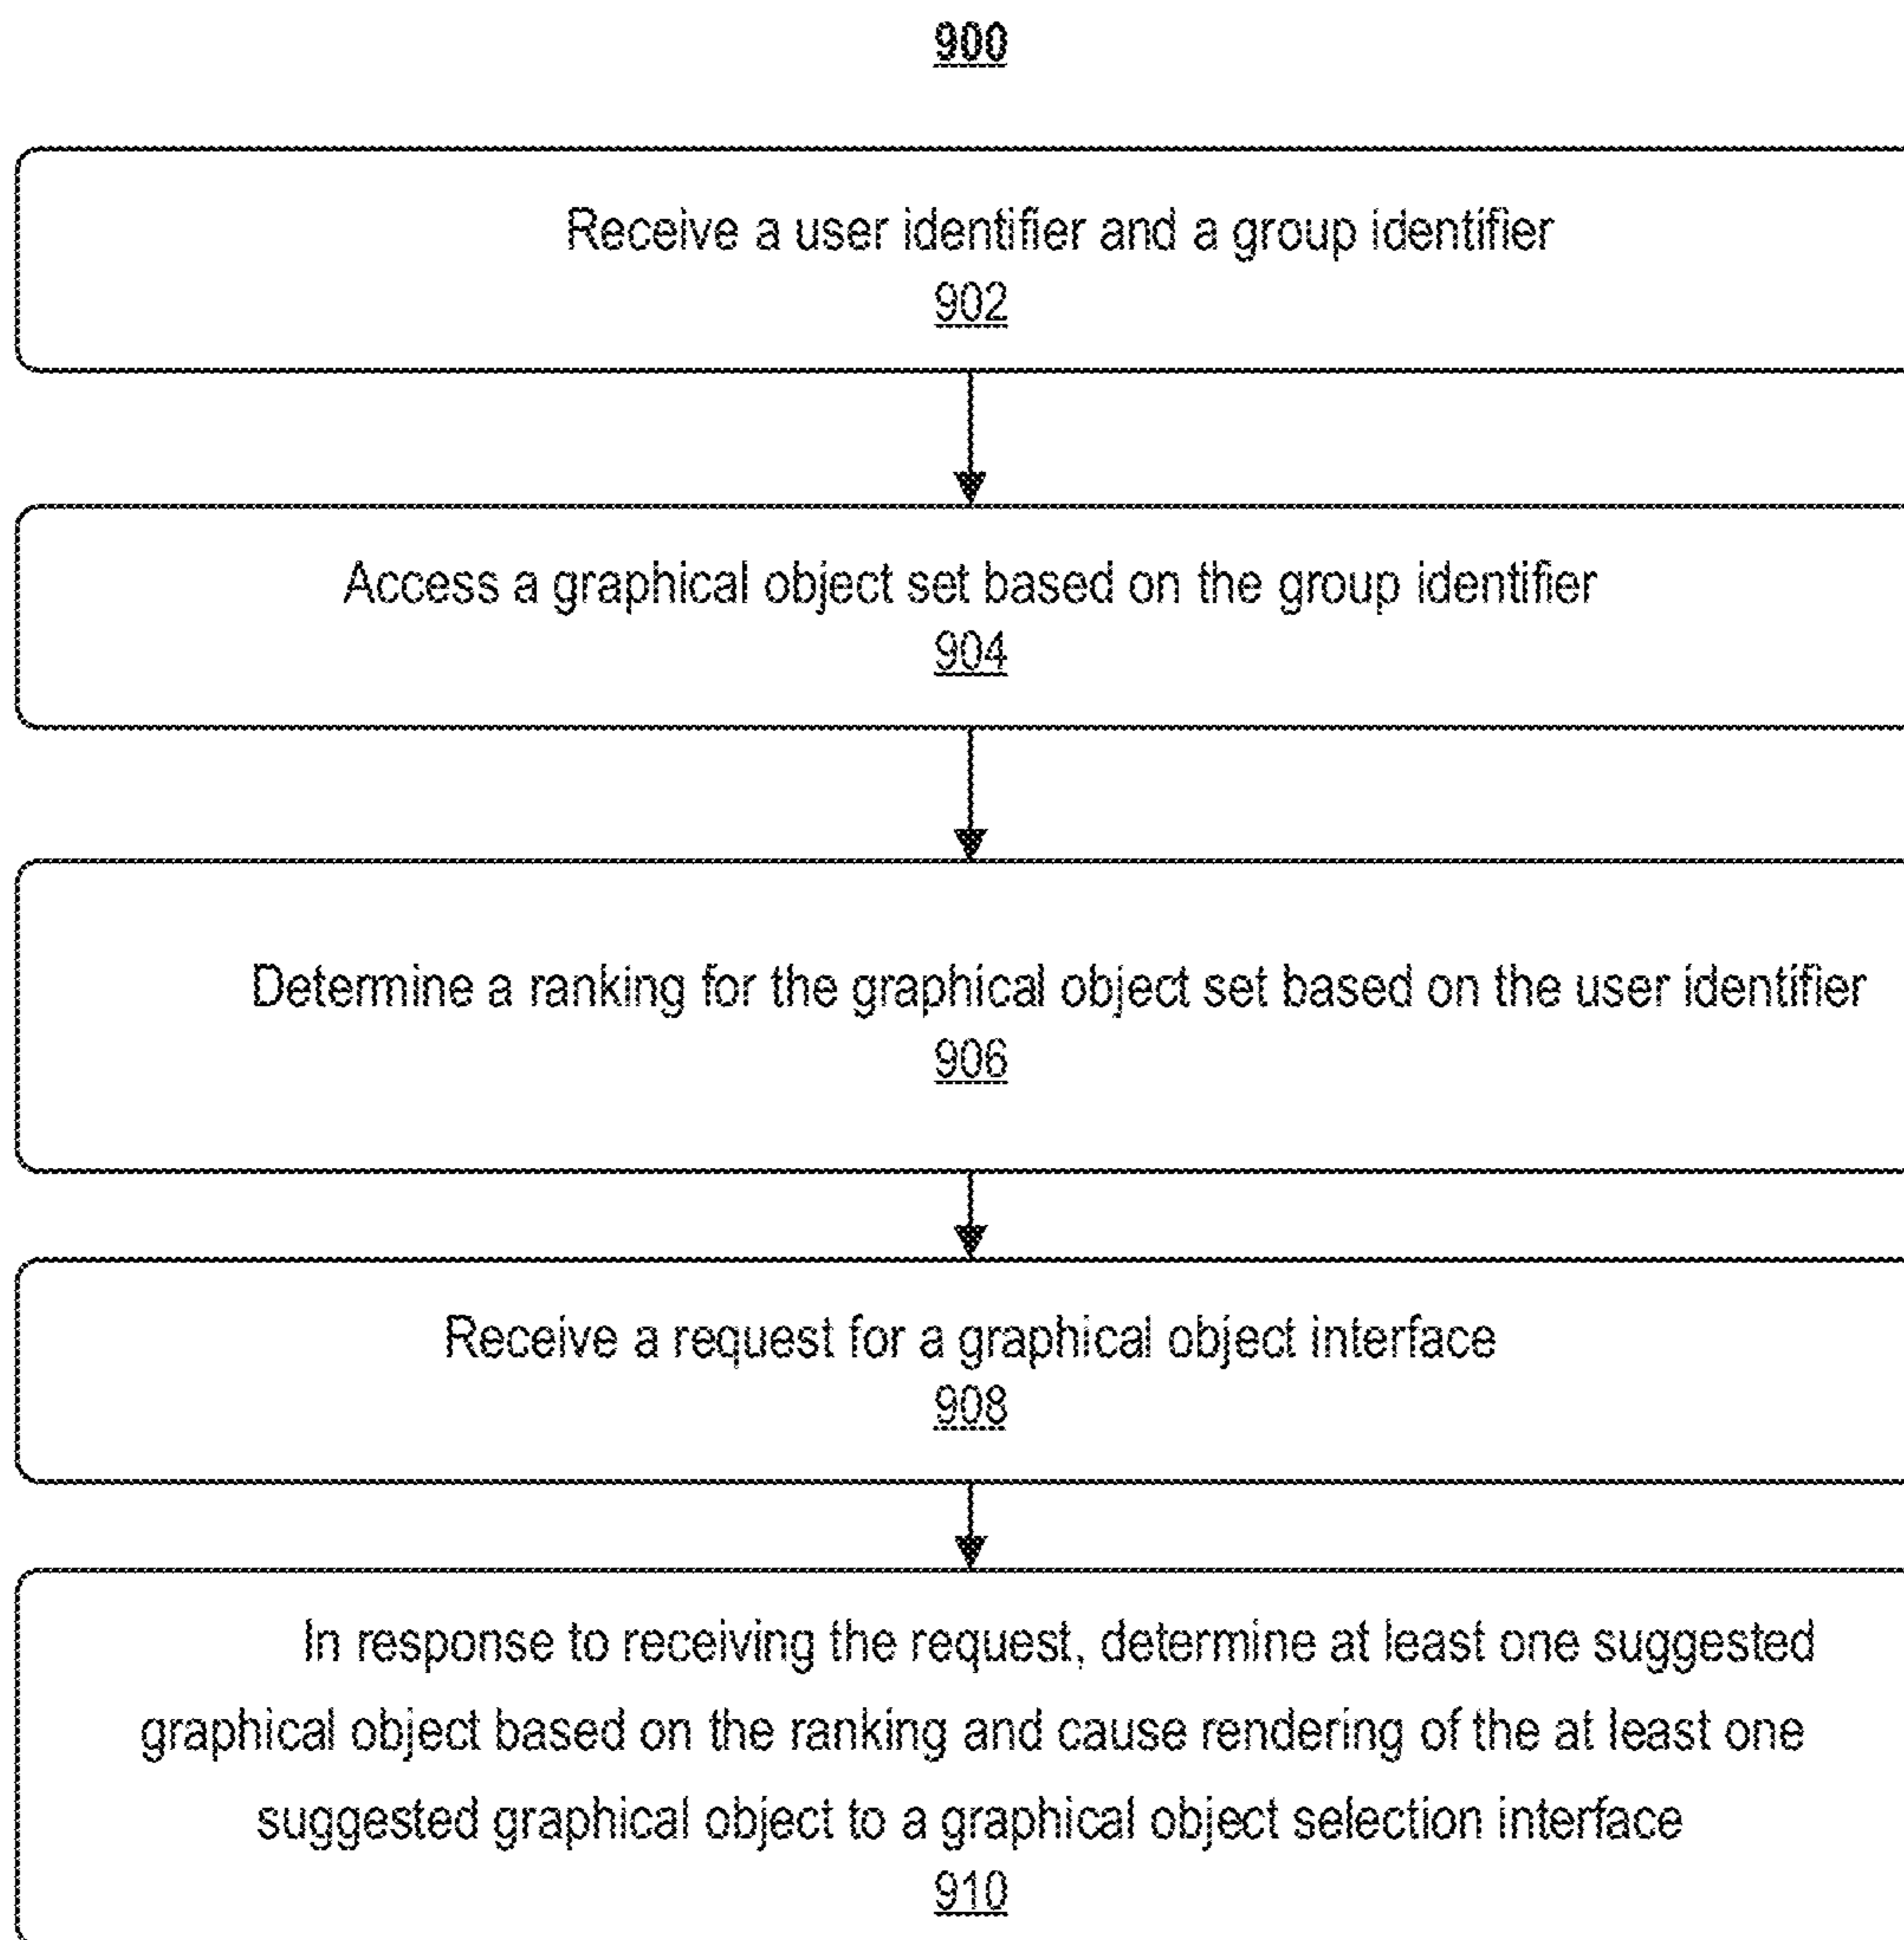 900
Receive a user identifier and a group identifier
902
Access a graphical object set based on the group identifier
904
Determine a ranking for the graphical object set based on the user identifier
906
Receive a request for a graphical object interface
908
In response to receiving the request, determine at least one suggested
graphical object based on the ranking and cause rendering of the at least one
suggested graphical object to a graphical object selection interface
910